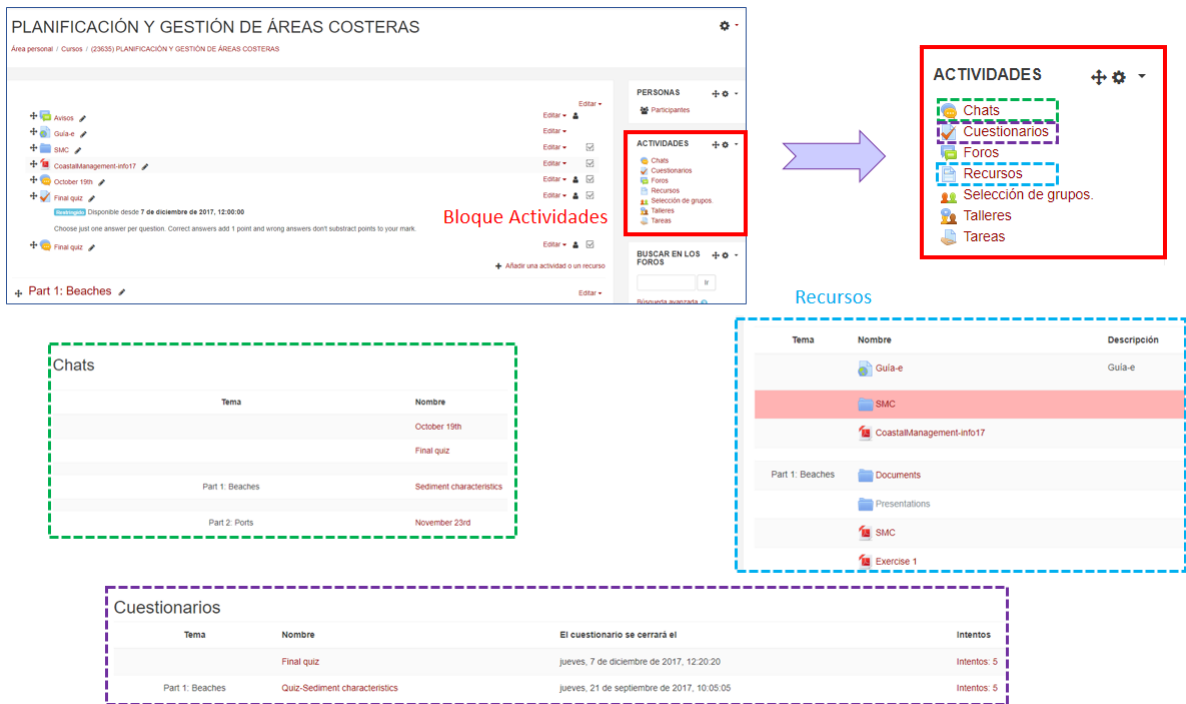 PLANIFICACIÓN Y GESTIÓN DE ÁREAS COSTERAS
Área personal / Cursos / (23635) PLANIFICACIÓN Y GESTIÓN DE ÁREAS COSTERAS
Editar
Avisos Editar
Guía-e Editar
SMC Editar
CoastalManagement-info17 Editar
October 19th Editar
Final quiz Editar
Restringido Disponible desde 7 de diciembre de 2017, 12:00:00
Choose just one answer per question. Correct answers add 1 point and wrong answers don't substract points to your mark.
Final quiz Editar
Añadir una actividad o un recurso
Part 1: Beaches Editar
PERSONAS
Participantes
ACTIVIDADES
Chats
Cuestionarios
Foros
Recursos
Selección de grupos.
Talleres
Tareas
BUSCAR EN LOS
FOROS
Búsqueda avanzada
Bloque Actividades
ACTIVIDADES
Chats
Cuestionarios
Foros
Recursos
Selección de grupos.
Talleres
Tareas
Chats
Tema Nombre
October 19th
Final quiz
Part 1: Beaches Sediment characteristics
Part 2: Ports November 23rd
Recursos
Tema Nombre Descripción
Guía-e Guía-e
SMC
CoastalManagement-info17
Part 1: Beaches Documents
Presentations
SMC
Exercise 1
Cuestionarios
Tema Nombre El cuestionario se cerrará el Intentos
Final quiz jueves, 7 de diciembre de 2017, 12:20:20 Intentos: 5
Part 1: Beaches Quiz-Sediment characteristics jueves, 21 de septiembre de 2017, 10:05:05 Intentos: 5